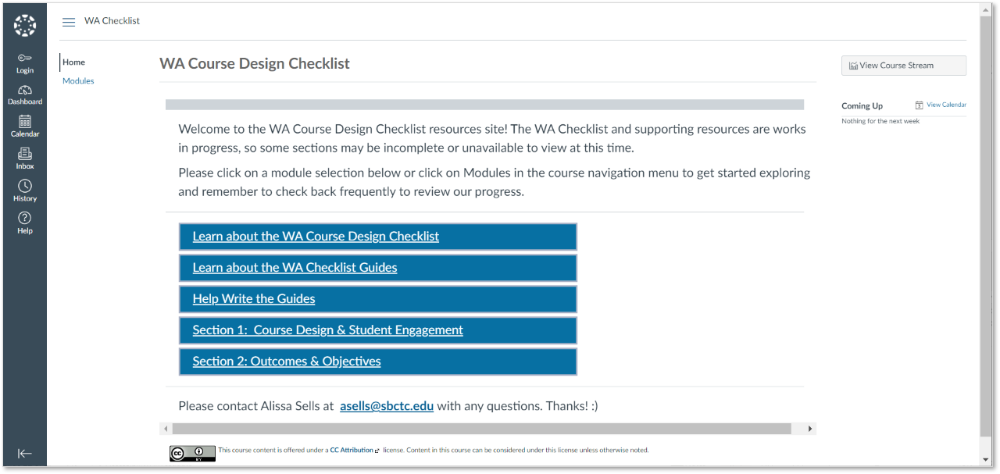 WA Checklist
Login
Dashboard
Calendar
Inbox
History
Help
Home
Modules
WA Course Design Checklist
Welcome to the WA Course Design Checklist resources site! The WA Checklist and supporting resources are works
in progress, so some sections may be incomplete or unavailable to view at this time.
Please click on a module selection below or click on Modules in the course navigation menu to get started exploring
and remember to check back frequently to review our progress.
Learn about the WA Course Design Checklist
Learn about the WA Checklist Guides
Help Write the Guides
Section 1:  Course Design & Student Engagement
Section 2: Outcomes & Objectives
Please contact Alissa Sells at  asells@sbctc.edu with any questions. Thanks! :)
cc BY
This course content is offered under a CC Attribution license. Content in this course can be considered under this license unless otherwise noted.
View Course Stream
Coming Up
View Calendar
Nothing for the next week